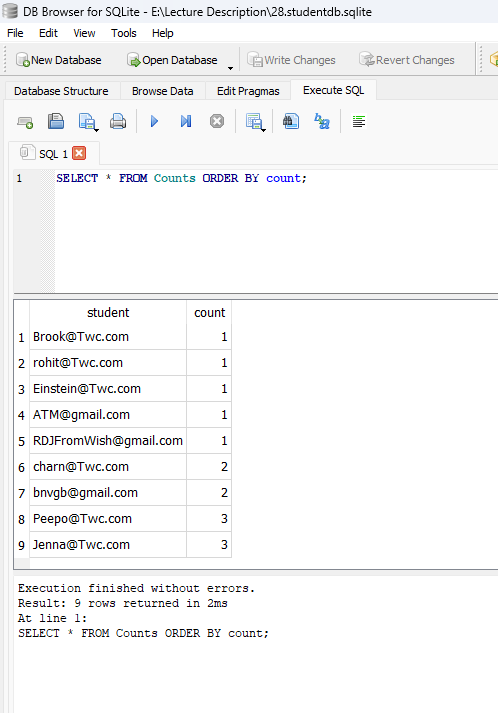 DB Browser for SQLite - E:\Lecture Description\28.studentdb.sqlite
File Edit View Tools Help
New Database Open Database Write Changes Revert Changes
Database Structure Browse Data Edit Pragmas Execute SQL
SQL 1
1 SELECT * FROM Counts ORDER BY count;
student count
1 Brook@Twc.com 1
2 rohit@Twc.com 1
3 Einstein@Twc.com 1
4 ATM@gmail.com 1
5 RDJFromWish@gmail.com 1
6 charn@Twc.com 2
7 bnvgb@gmail.com 2
8 Peepo@Twc.com 3
9 Jenna@Twc.com 3
Execution finished without errors.
Result: 9 rows returned in 2ms
At line 1:
SELECT * FROM Counts ORDER BY count;